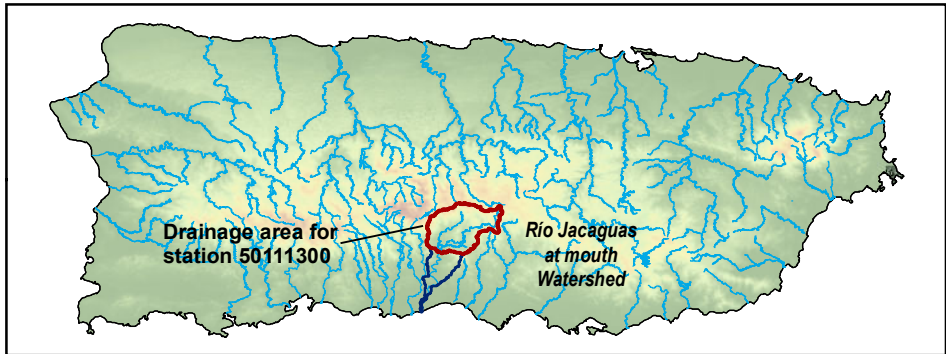 Drainage area for
station 50111300
Río Jacaguas
at mouth
Watershed